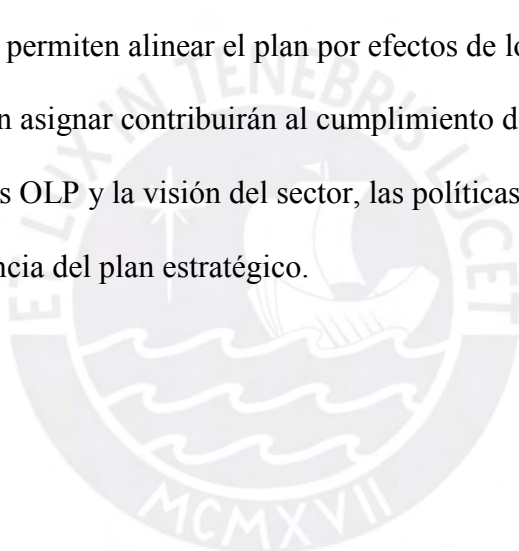 permiten alinear el plan por efectos de lo
n asignar contribuirán al cumplimiento d
s OLP y la visión del sector, las políticas
ncia del plan estratégico.
ET LUX IN TENEBRIS LUCET
MCMXVII